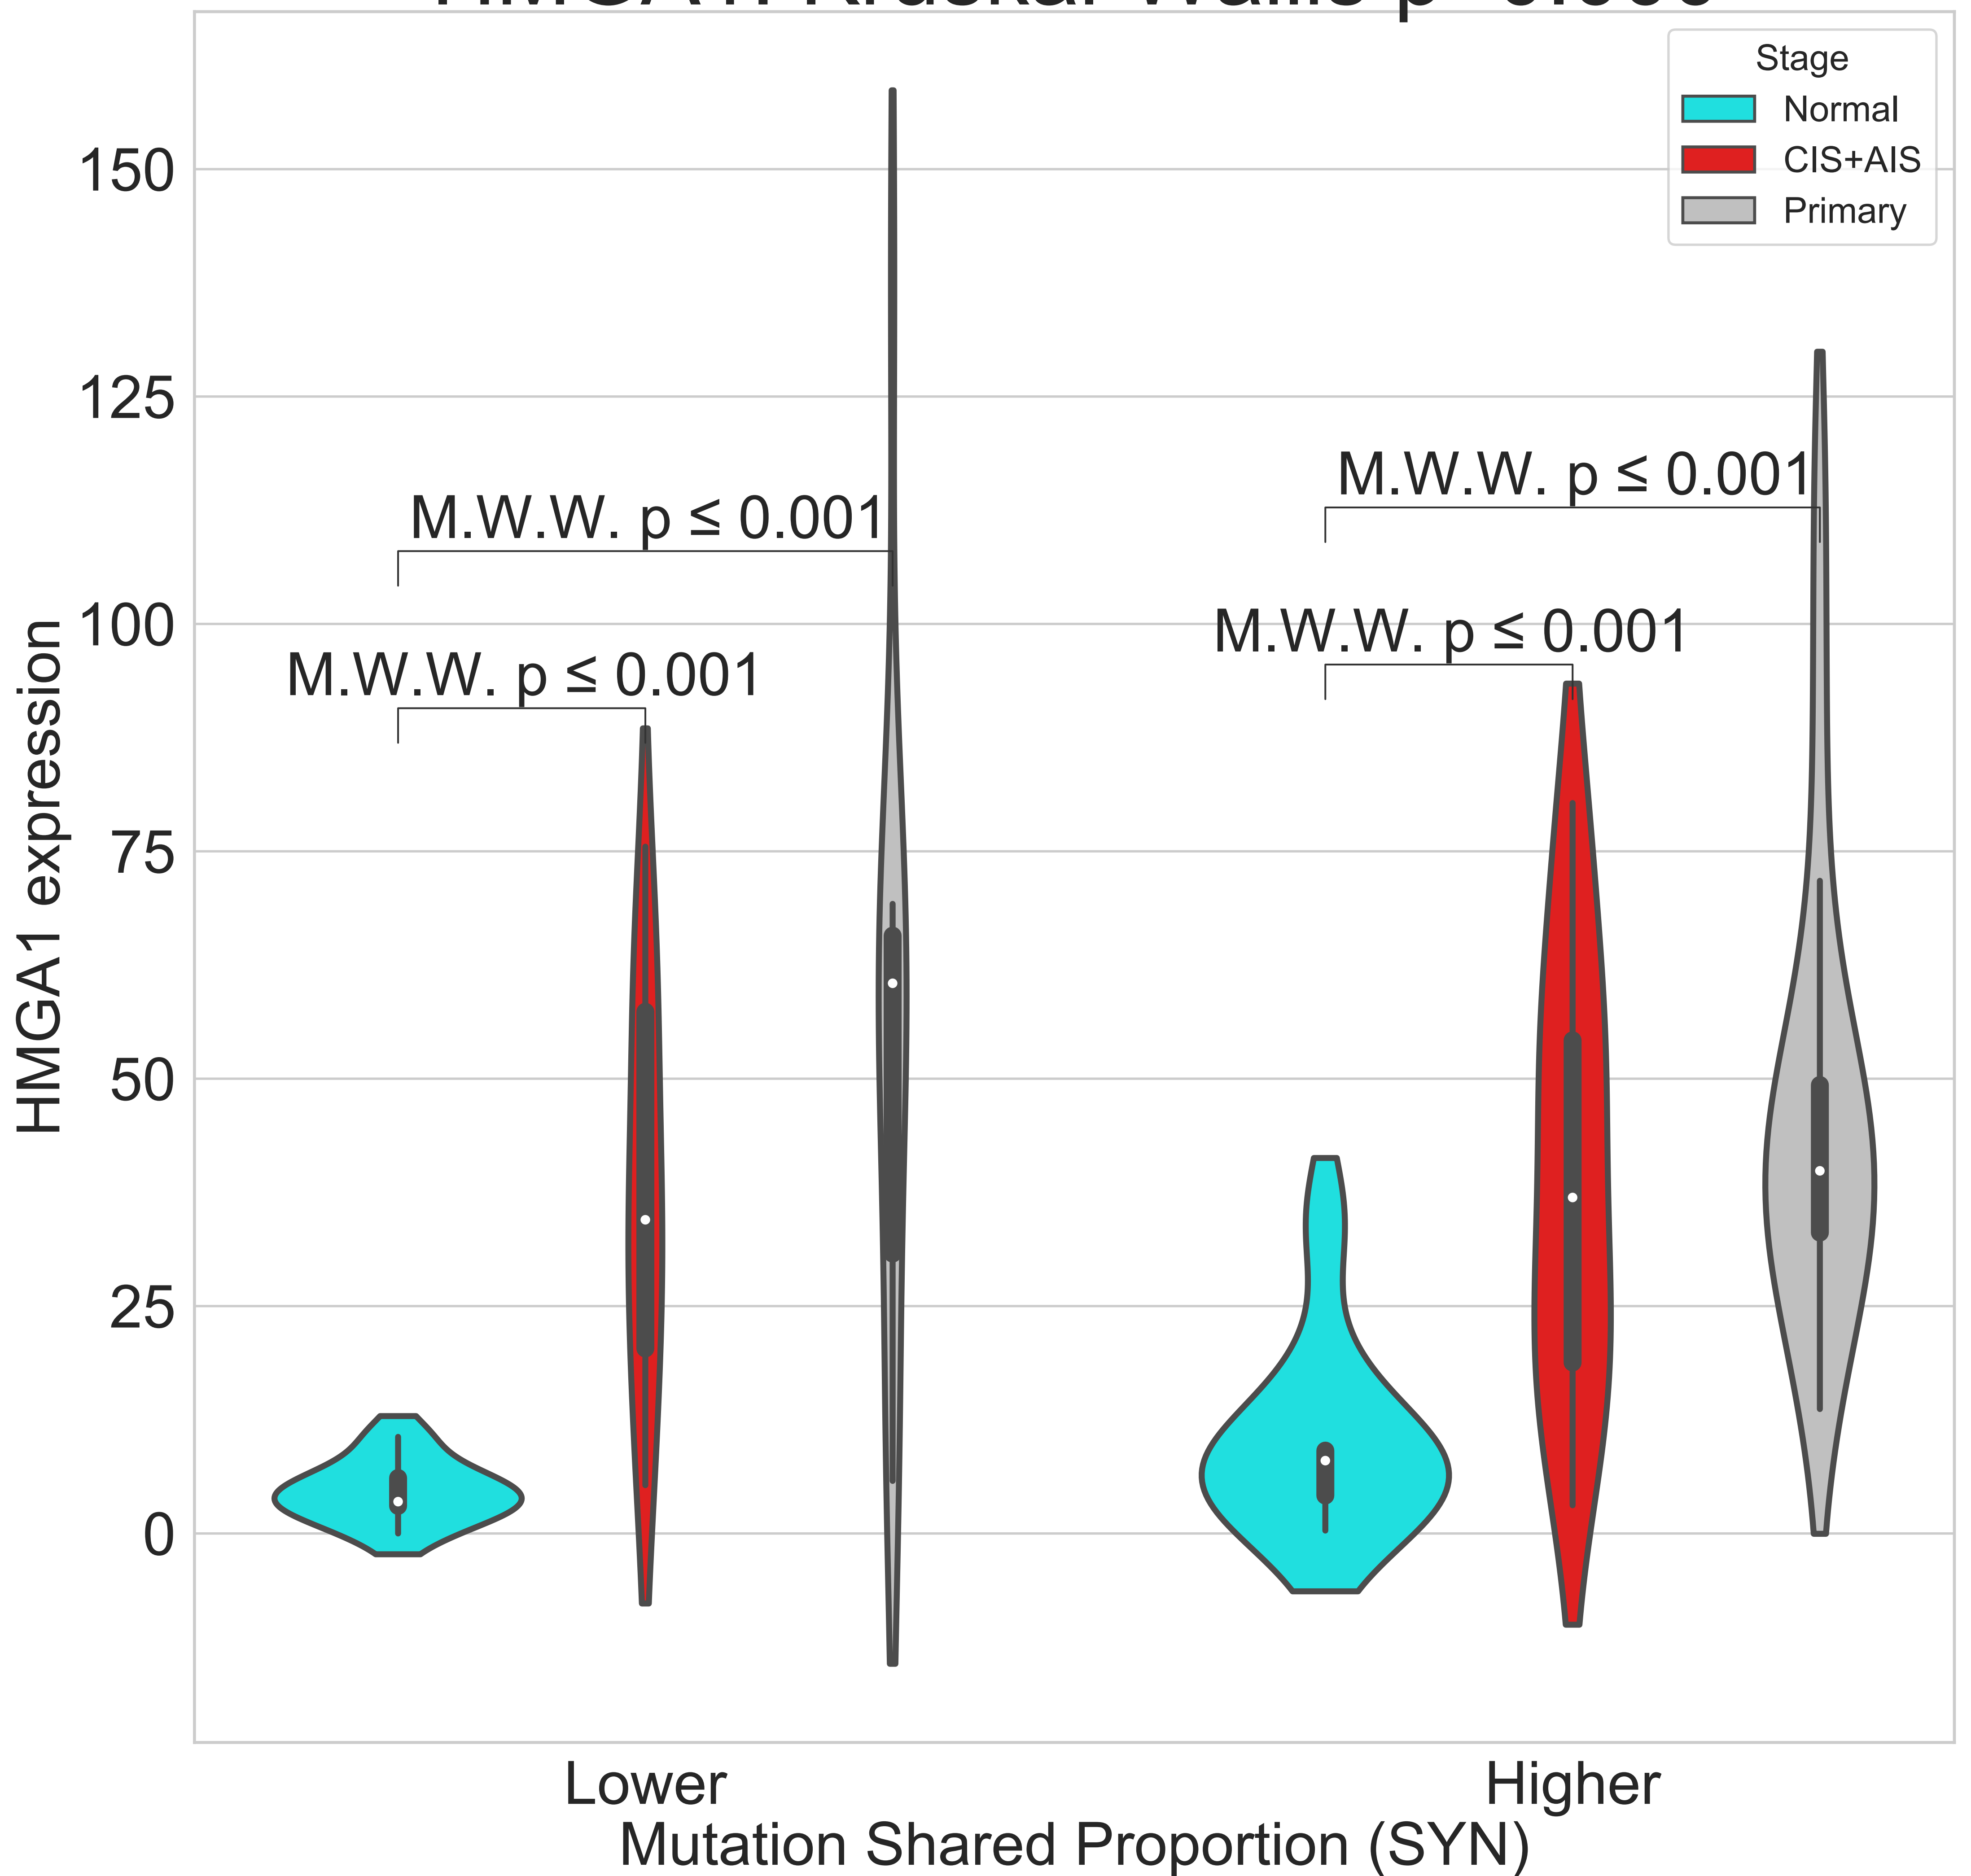 Stage
Normal
CIS+AIS
Primary
150
125
100
75
50
25
0
HMGA1 expression
M.W.W. p ≤ 0.001
M.W.W. p ≤ 0.001
M.W.W. p ≤ 0.001
M.W.W. p ≤ 0.001
Lower
Higher
Mutation Shared Proportion (SYN)